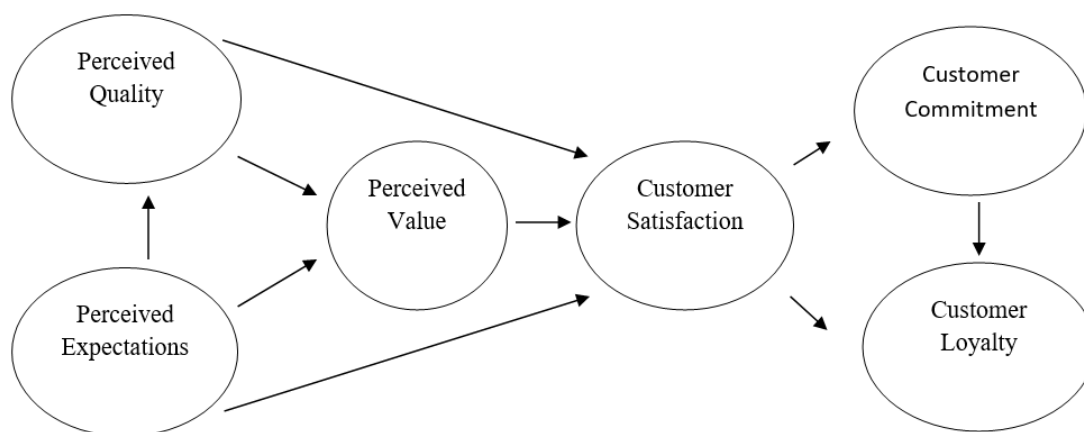 Perceived
Quality
Perceived
Expectations
Perceived
Value
Customer
Satisfaction
Customer
Commitment
Customer
Loyalty